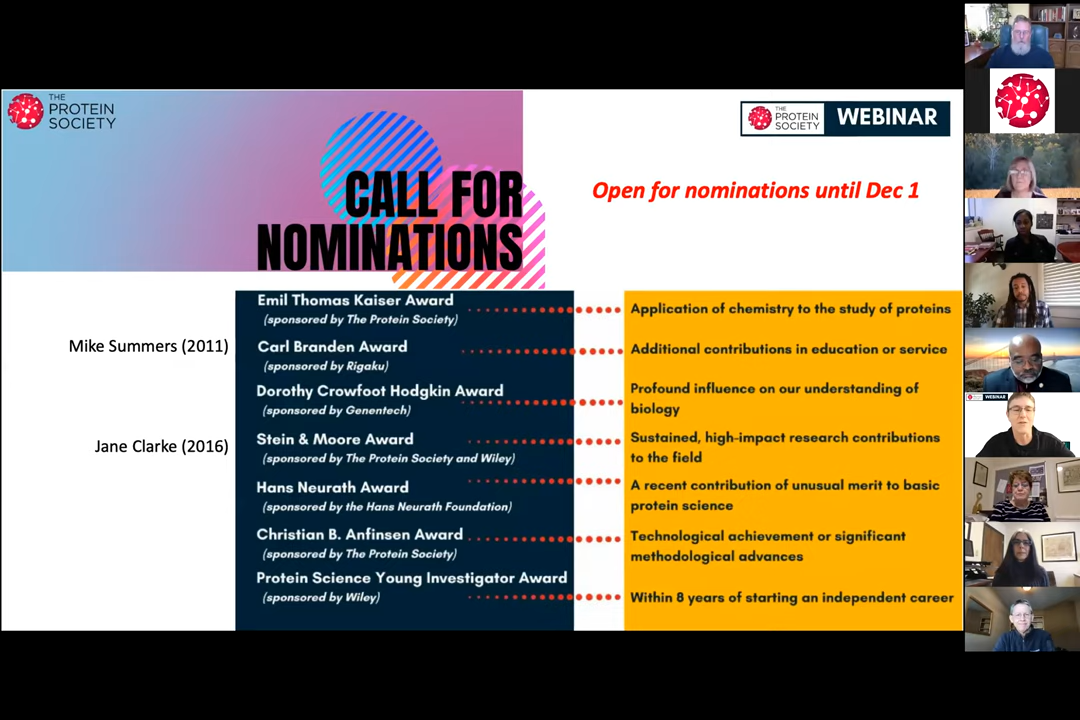 THE
PROTEIN
SOCIETY
THE
PROTEIN
SOCIETY
WEBINAR
CALL FOR
NOMINATIONS
Open for nominations until Dec 1
Emil Thomas Kaiser Award
(sponsored by The Protein Society)
Application of chemistry to the study of proteins
Mike Summers (2011)
Carl Branden Award
(sponsored by Rigaku)
Additional contributions in education or service
Dorothy Crowfoot Hodgkin Award
(sponsored by Genentech)
Profound influence on our understanding of
biology
Jane Clarke (2016)
Stein & Moore Award
(sponsored by The Protein Society and Wiley)
Sustained, high-impact research contributions
to the field
Hans Neurath Award
(sponsored by the Hans Neurath Foundation)
A recent contribution of unusual merit to basic
protein science
Christian B. Anfinsen Award
(sponsored by The Protein Society)
Technological achievement or significant
methodological advances
Protein Science Young Investigator Award
(sponsored by Wiley)
Within 8 years of starting an independent career
WEBINAR